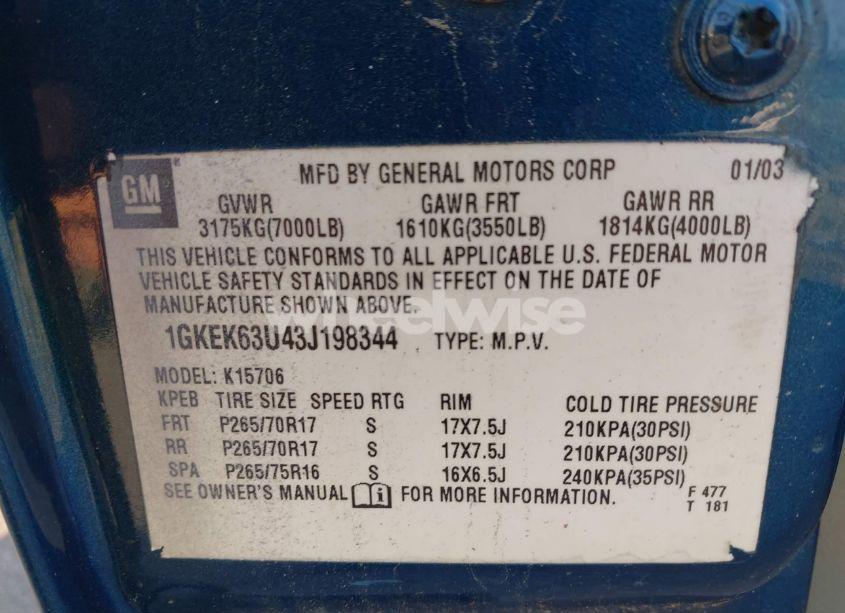 GM
MFD BY GENERAL MOTORS CORP 01/03
GVWR GAWR FRT GAWR RR
3175KG(7000LB) 1610KG(3550LB) 1814KG(4000LB)
THIS VEHICLE CONFORMS TO ALL APPLICABLE U.S. FEDERAL MOTOR
VEHICLE SAFETY STANDARDS IN EFFECT ON THE DATE OF
MANUFACTURE SHOWN ABOVE.
wheelwise
1GKEK63U43J198344 TYPE: M.P.V.
MODEL: K15706
KPEB TIRE SIZE SPEED RTG RIM COLD TIRE PRESSURE
FRT P265/70R17 S 17X7.5J 210KPA(30PSI)
RR P265/70R17 S 17X7.5J 210KPA(30PSI)
SPA P265/75R16 S 16X6.5J 240KPA(35PSI)
SEE OWNER'S MANUAL i FOR MORE INFORMATION.
F 477
T 181